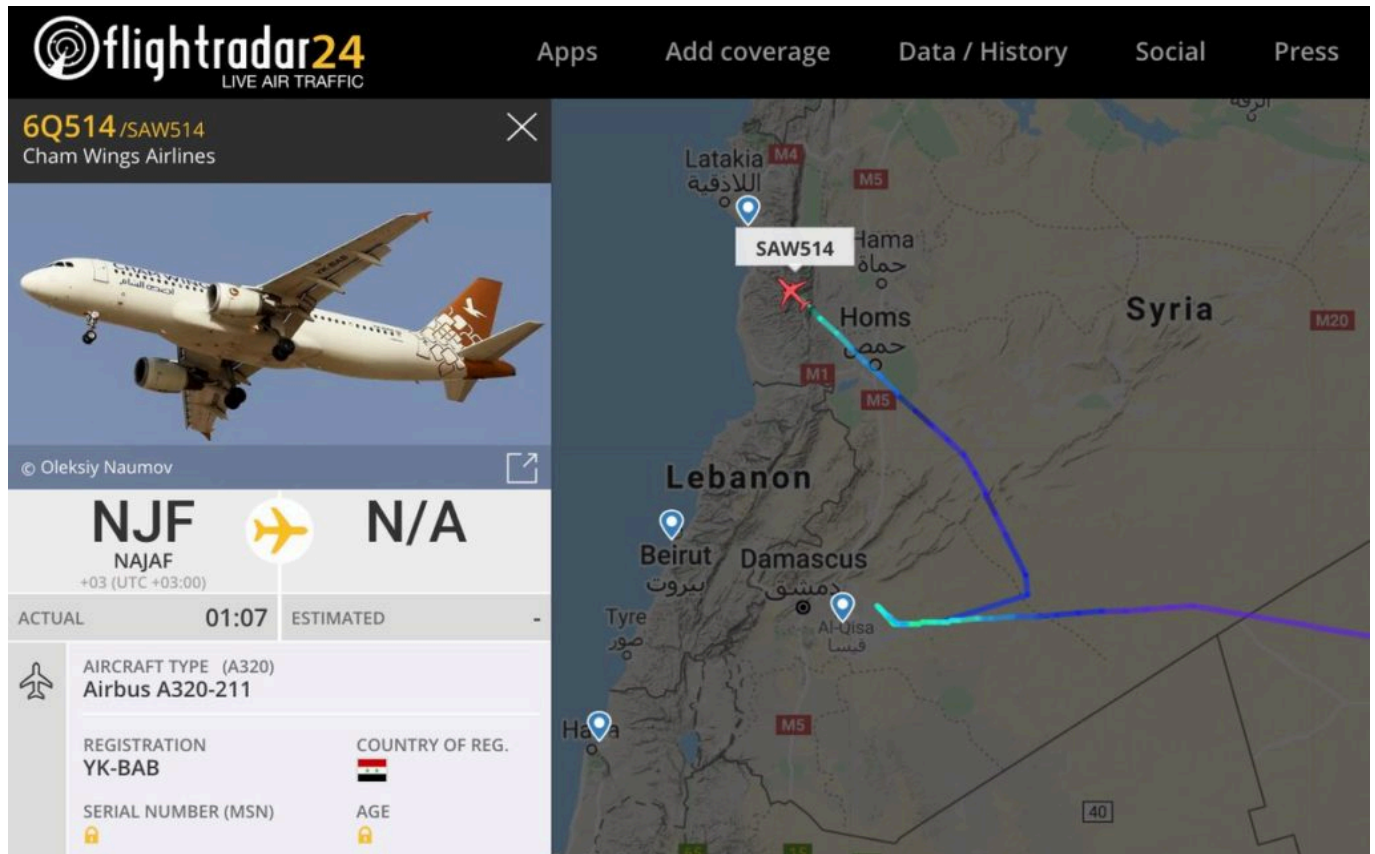 flightradar24
LIVE AIR TRAFFIC
Apps
Add coverage
Data / History
Social
Press
6Q514 /SAW514
Cham Wings Airlines
YK-BAB
© Oleksiy Naumov
NJF
NAJAF
+03 (UTC +03:00)
N/A
ACTUAL
01:07
ESTIMATED
-
AIRCRAFT TYPE (A320)
Airbus A320-211
REGISTRATION
YK-BAB
COUNTRY OF REG.
SERIAL NUMBER (MSN)
AGE
الرقة
Latakia
اللاذقية
M4
M5
SAW514
Hama
حماة
Homs
حمص
Syria
M20
M1
M5
Lebanon
Beirut
بيروت
Damascus
دمشق
Al-Qisa
قيسا
Tyre
صور
M5
40